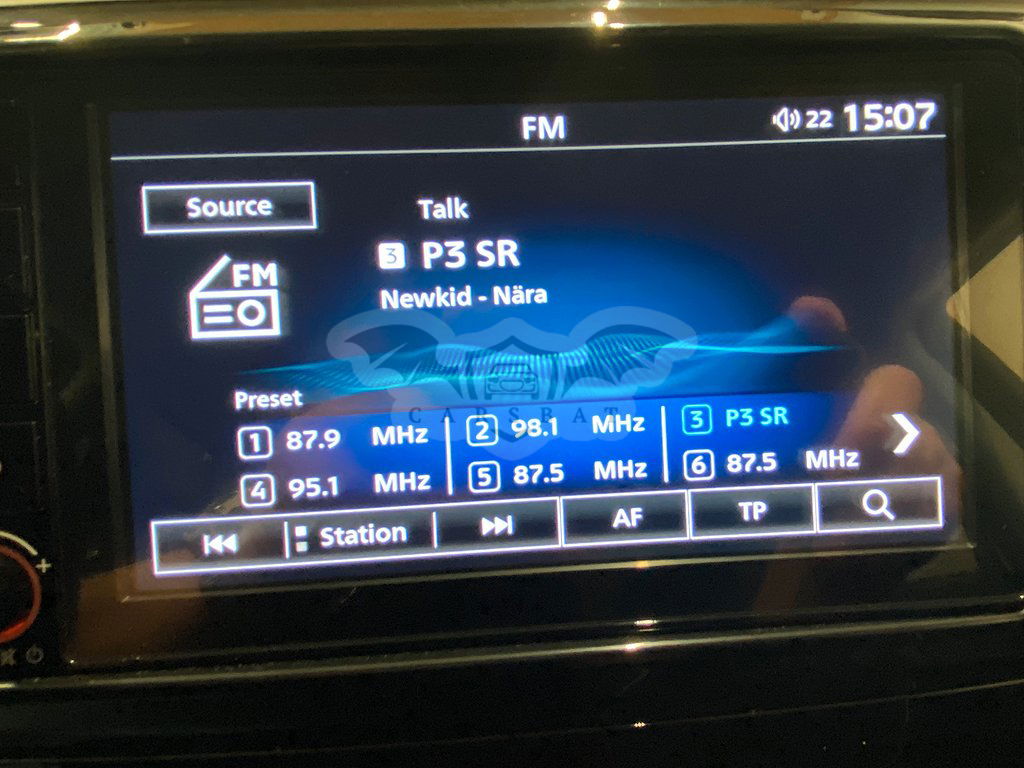 FM
22 15:07
Source
Talk
3 P3 SR
FM
Newkid - Nära
CARSBAT
Preset
1 87.9 MHz 2 98.1 MHz 3 P3 SR
4 95.1 MHz 5 87.5 MHz 6 87.5 MHz
Station AF TP